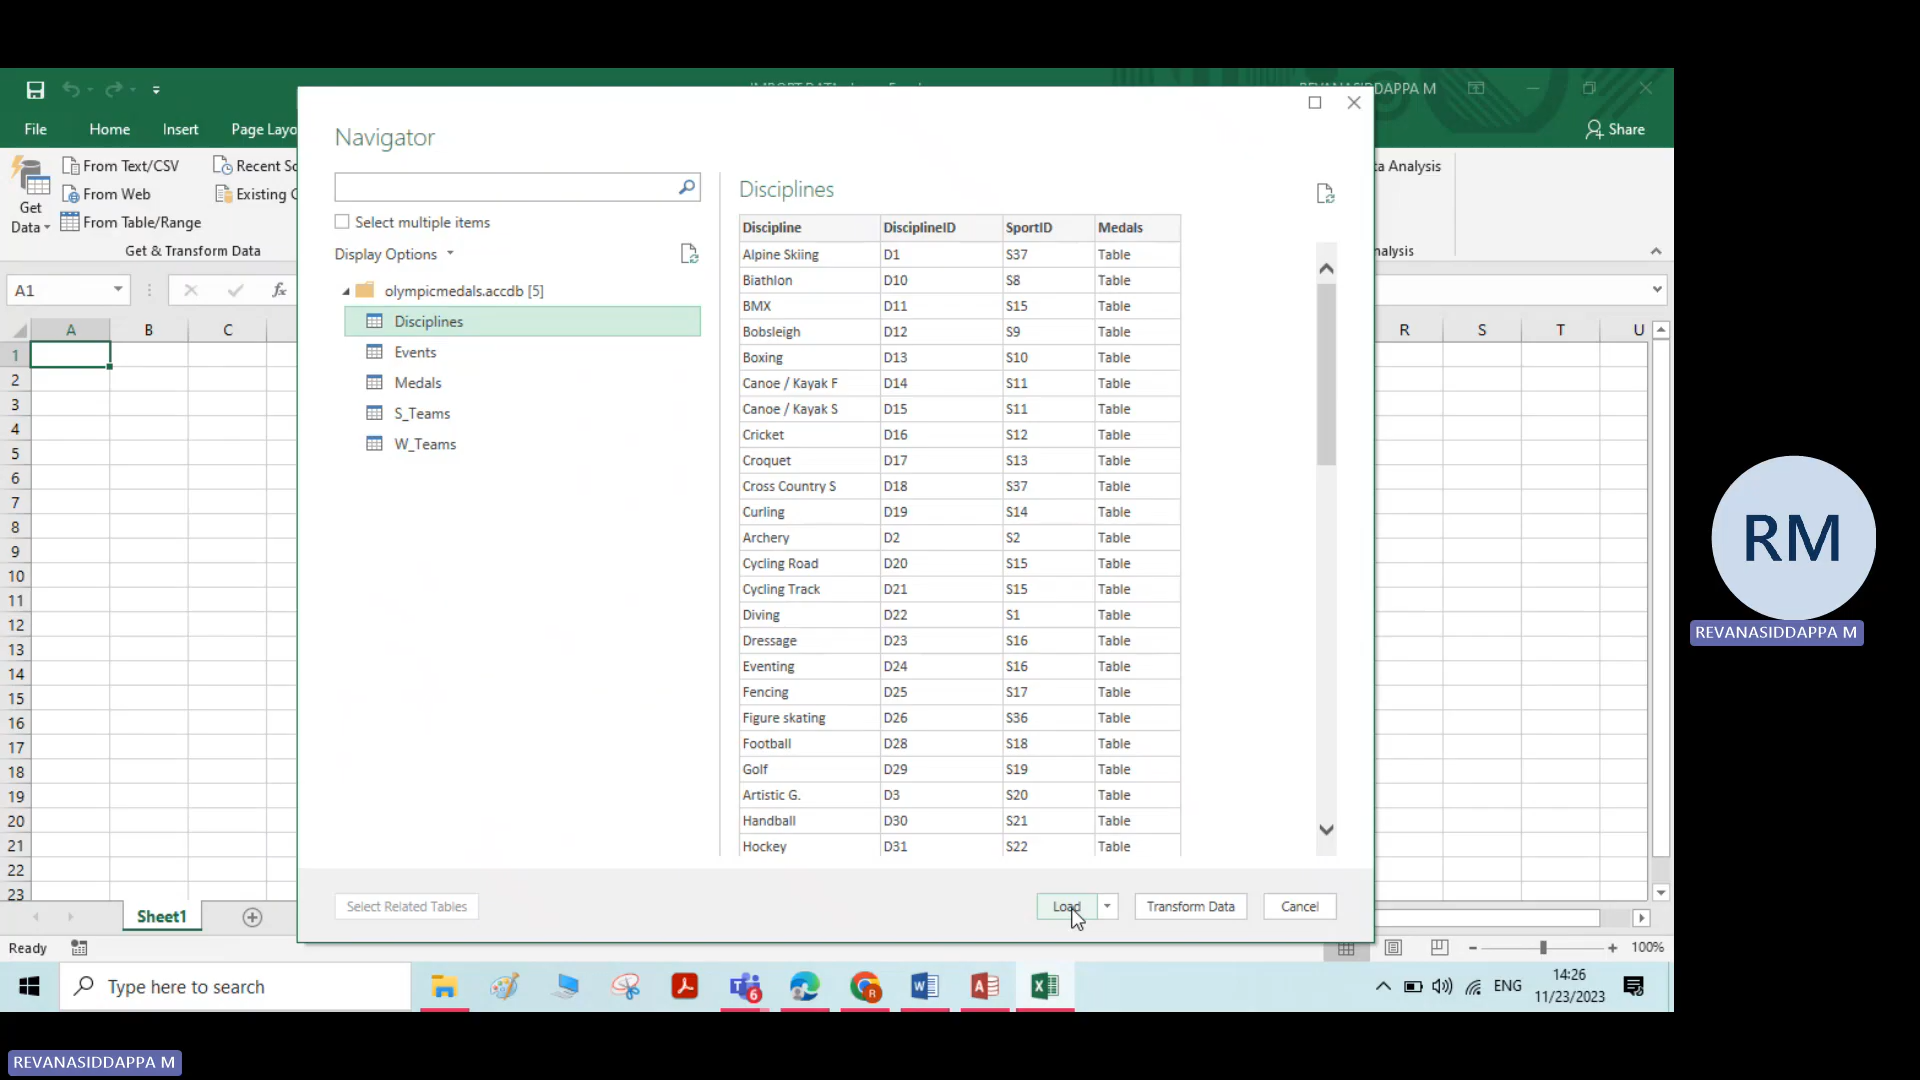 REVANASIDDAPPA M
File Home Insert Share
Get Data
From Text/CSV
From Web
From Table/Range
Get & Transform Data
A1
fx
A B C R S T U
1
2
3
4
5
6
7
8
9
10
11
12
13
14
15
16
17
18
19
20
21
22
23
Sheet1
Ready
100%
Navigator
Select multiple items
Display Options
olympicmedals.accdb [5]
Disciplines
Events
Medals
S_Teams
W_Teams
Disciplines
Discipline DisciplineID SportID Medals
Alpine Skiing D1 S37 Table
Biathlon D10 S8 Table
BMX D11 S15 Table
Bobsleigh D12 S9 Table
Boxing D13 S10 Table
Canoe / Kayak F D14 S11 Table
Canoe / Kayak S D15 S11 Table
Cricket D16 S12 Table
Croquet D17 S13 Table
Cross Country S D18 S37 Table
Curling D19 S14 Table
Archery D2 S2 Table
Cycling Road D20 S15 Table
Cycling Track D21 S15 Table
Diving D22 S1 Table
Dressage D23 S16 Table
Eventing D24 S16 Table
Fencing D25 S17 Table
Figure skating D26 S36 Table
Football D28 S18 Table
Golf D29 S19 Table
Artistic G. D3 S20 Table
Handball D30 S21 Table
Hockey D31 S22 Table
Select Related Tables Load Transform Data Cancel
Type here to search
6
R
ENG
14:26
11/23/2023
RM
REVANASIDDAPPA M